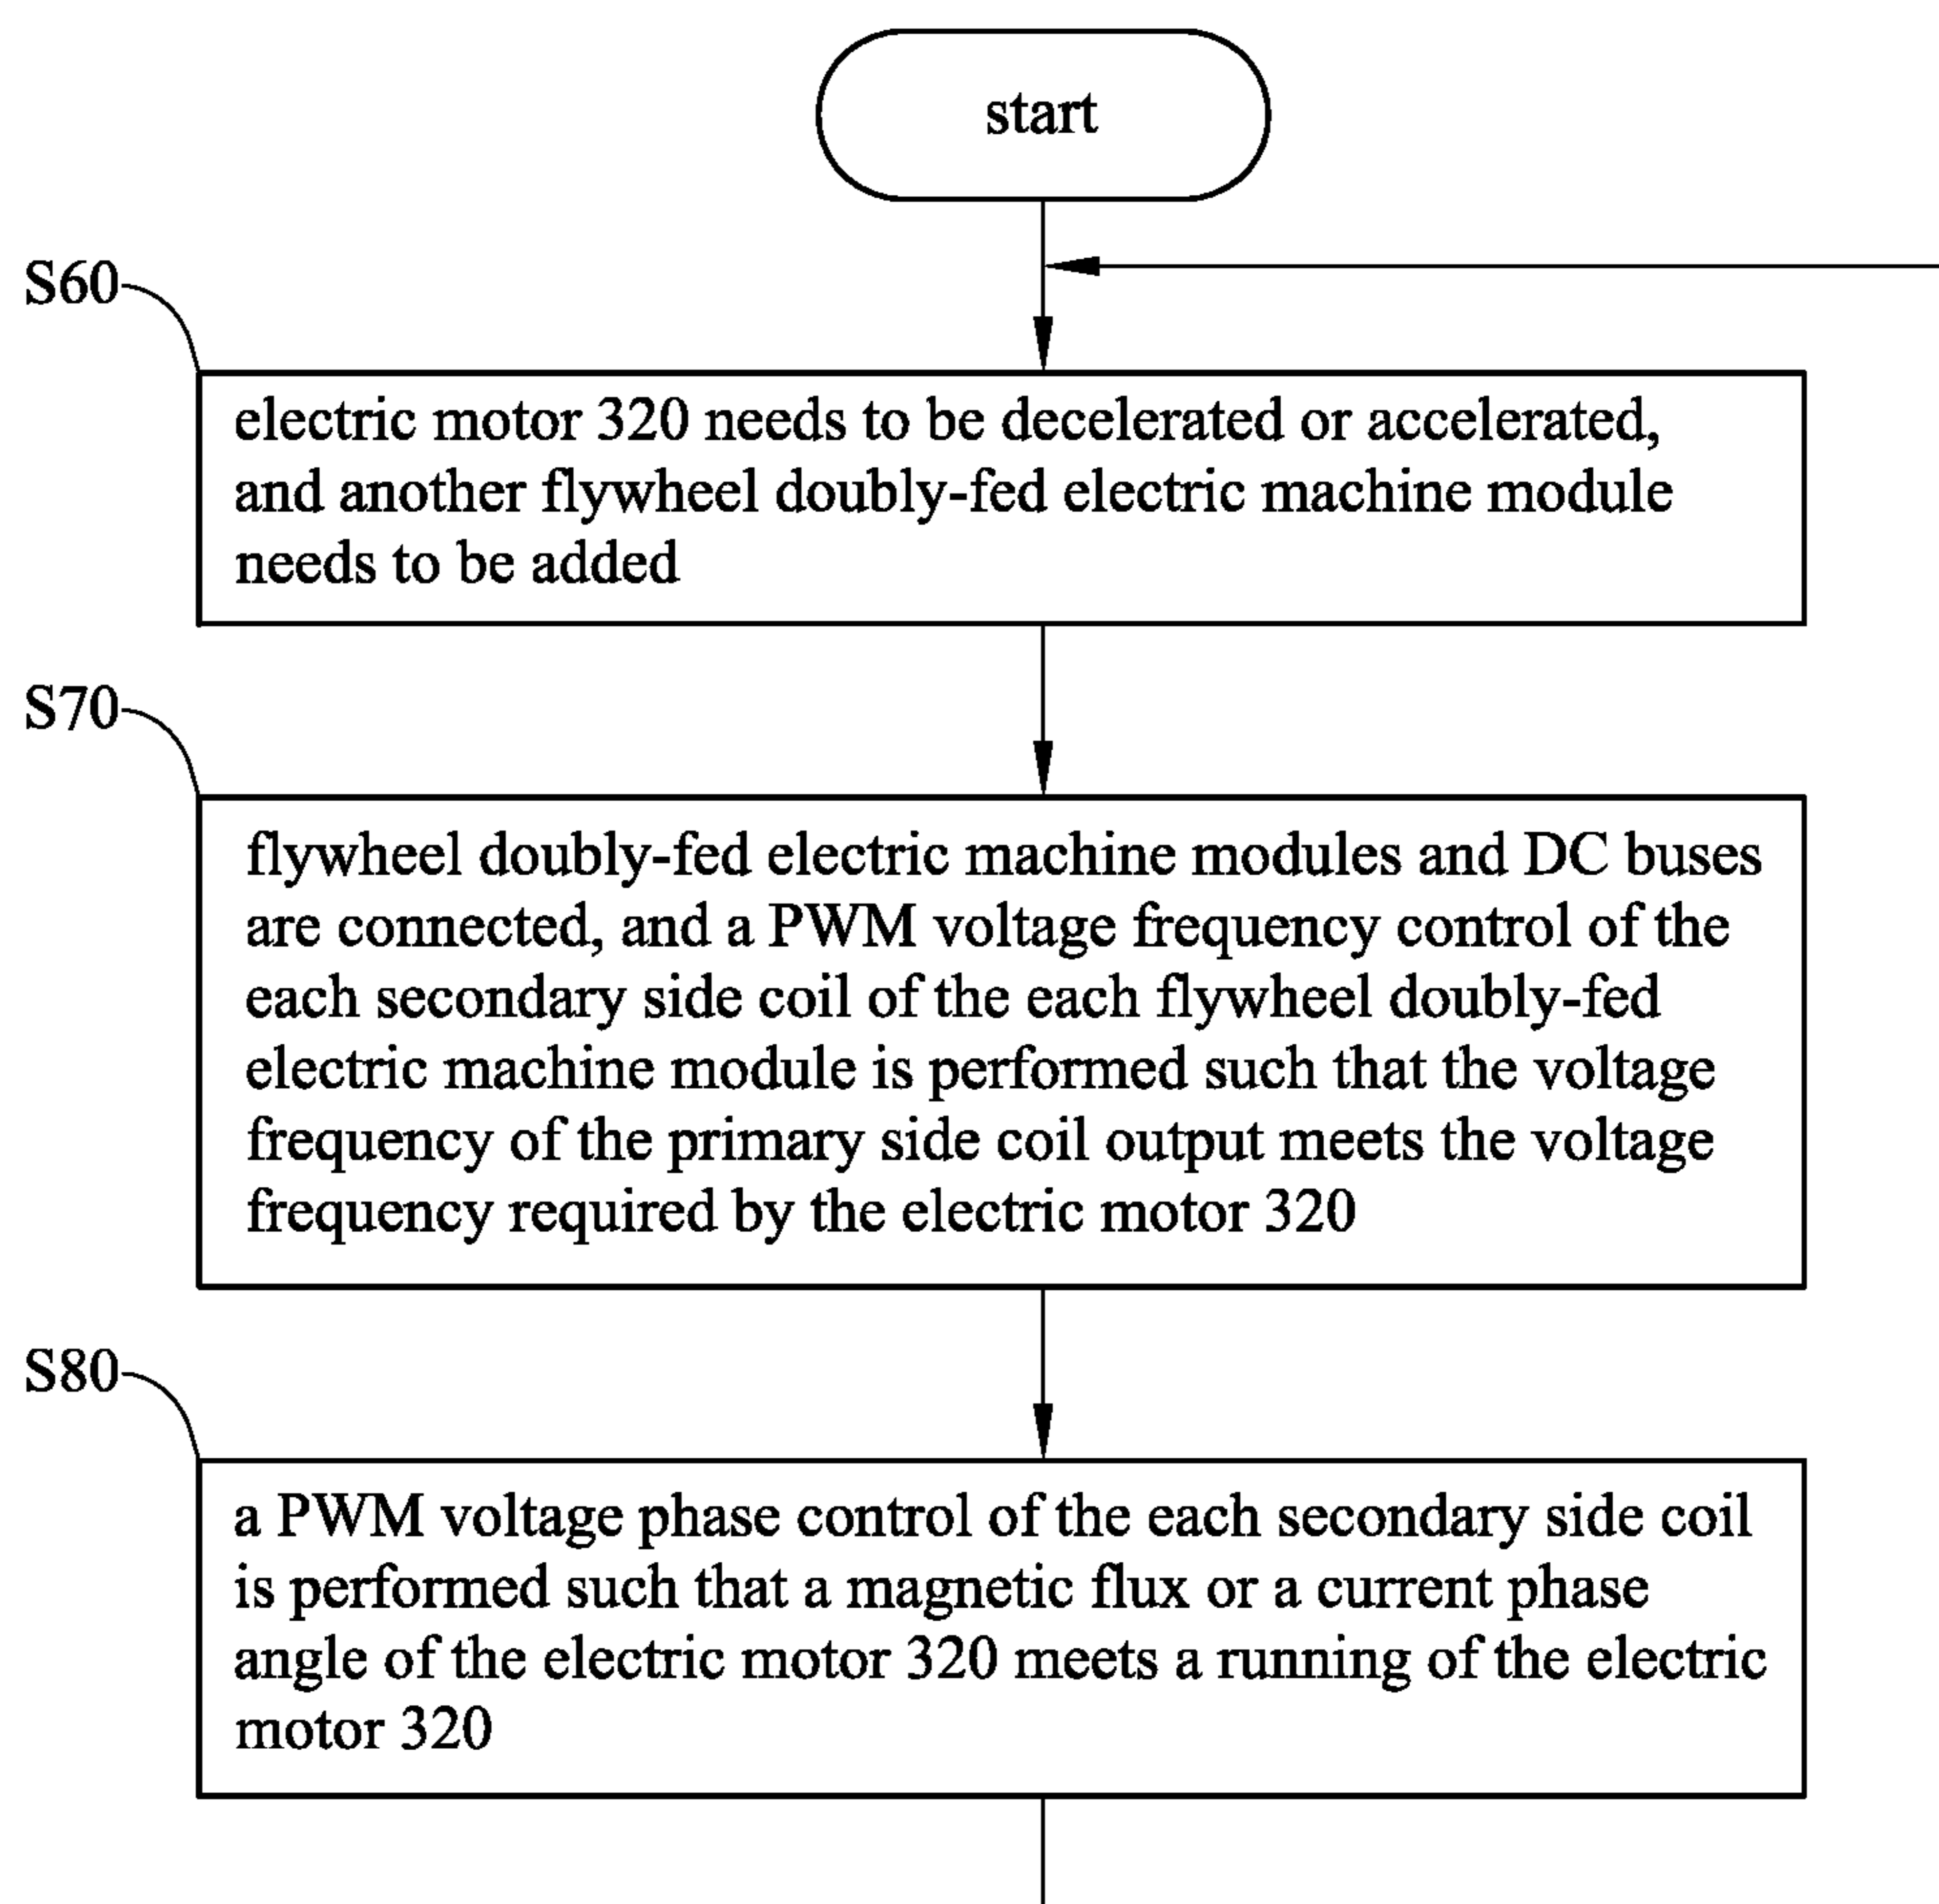 start
S60
electric motor 320 needs to be decelerated or accelerated,
and another flywheel doubly-fed electric machine module
needs to be added
S70
flywheel doubly-fed electric machine modules and DC buses
are connected, and a PWM voltage frequency control of the
each secondary side coil of the each flywheel doubly-fed
electric machine module is performed such that the voltage
frequency of the primary side coil output meets the voltage
frequency required by the electric motor 320
S80
a PWM voltage phase control of the each secondary side coil
is performed such that a magnetic flux or a current phase
angle of the electric motor 320 meets a running of the electric
motor 320